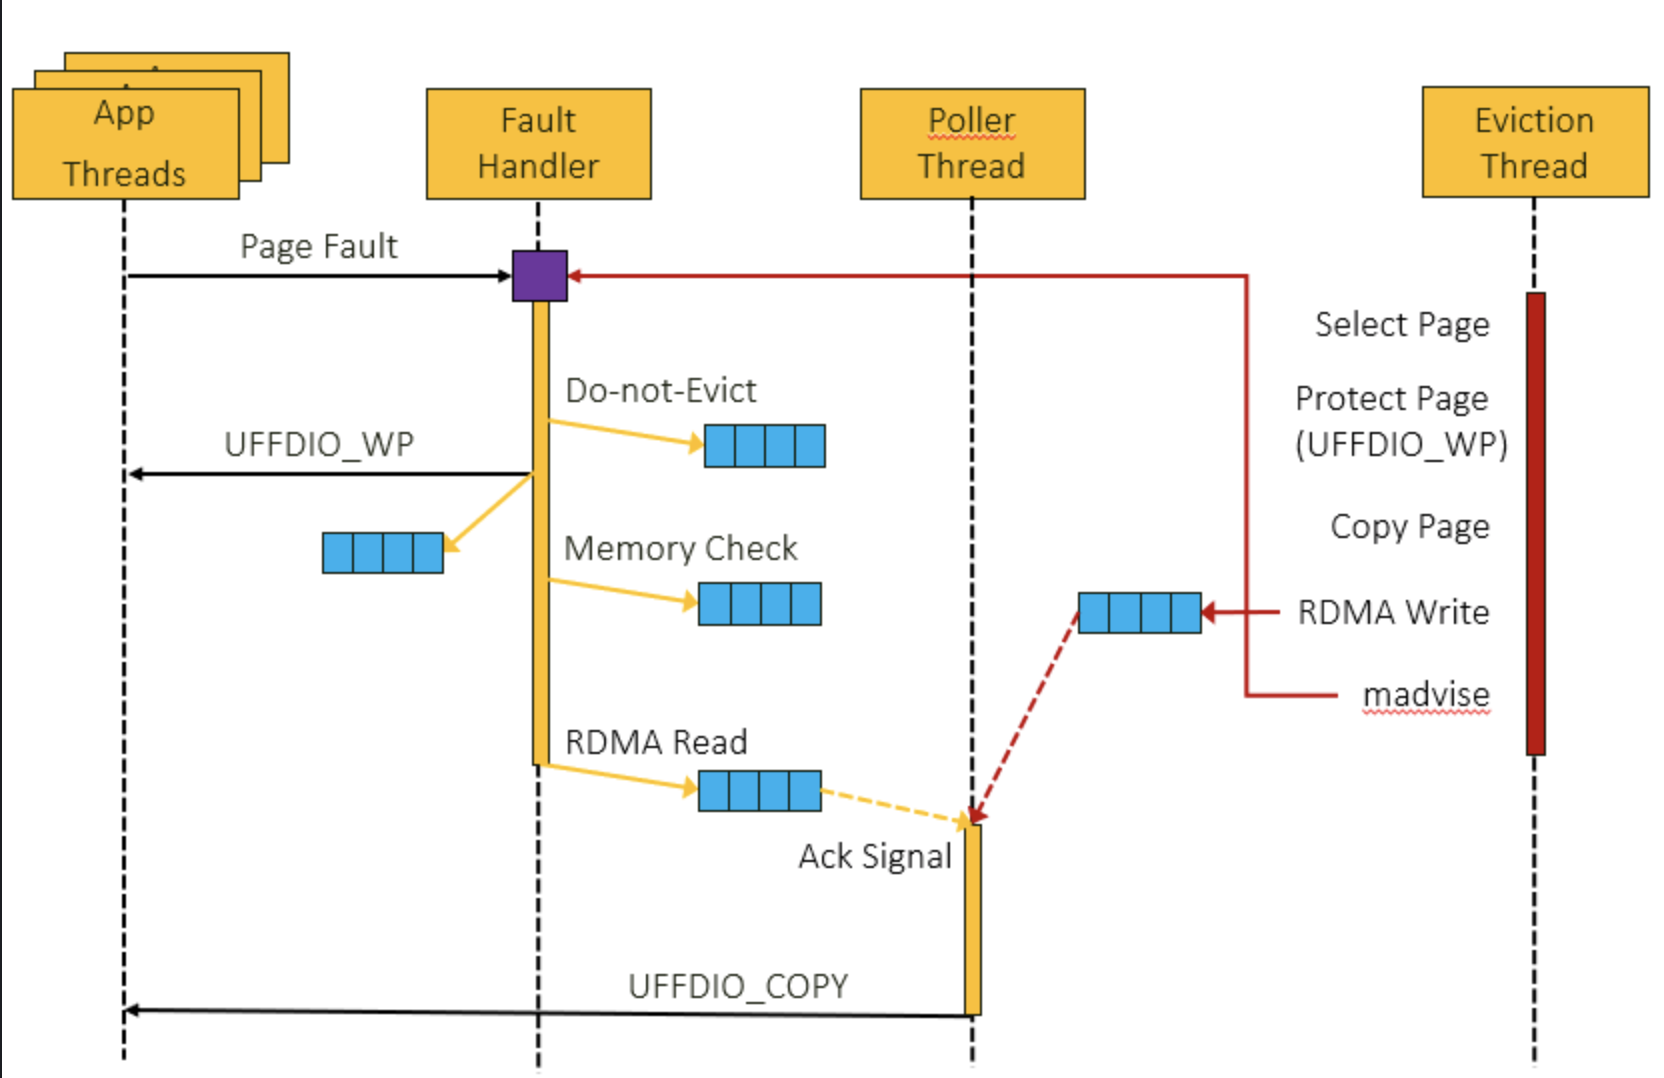 App
Threads
Fault
Handler
Poller
Thread
Eviction
Thread
Page Fault
Select Page
Do-not-Evict
Protect Page
(UFFDIO_WP)
UFFDIO_WP
Copy Page
Memory Check
RDMA Write
madvise
RDMA Read
Ack Signal
UFFDIO_COPY